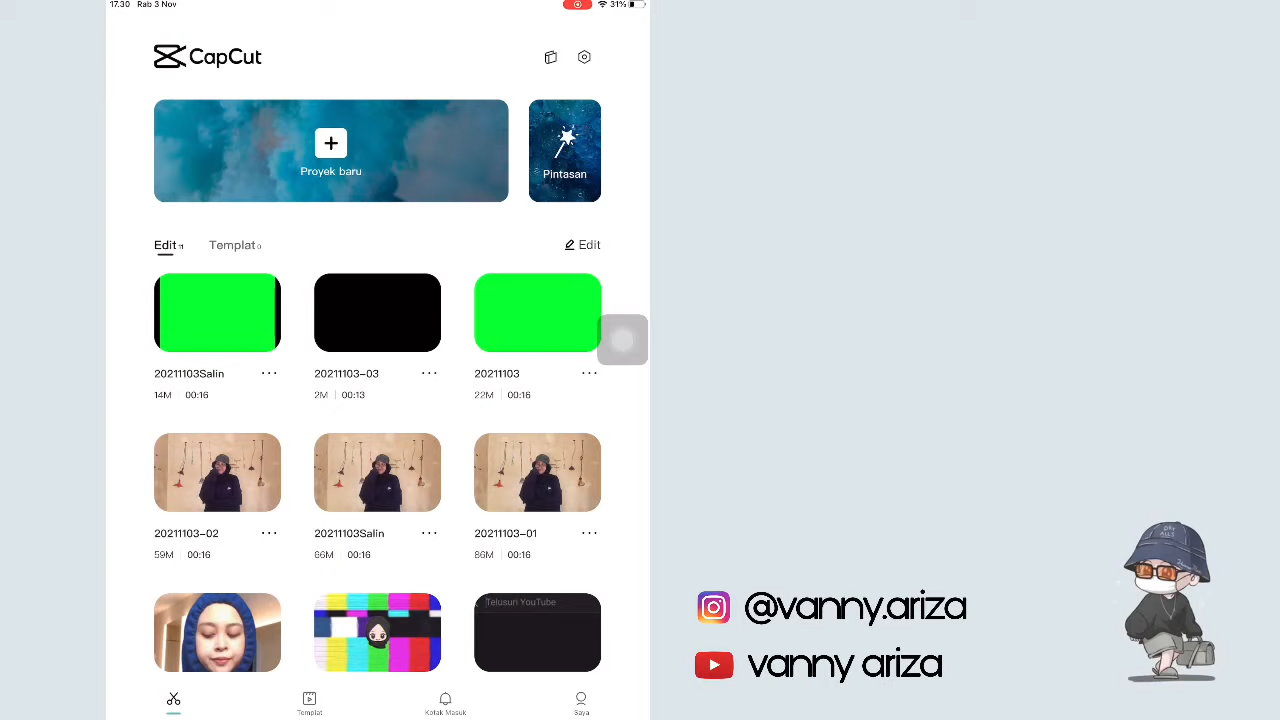 17.30 Rab 3 Nov
31%
CapCut
Proyek baru
Pintasan
Edit 11
Templat 0
Edit
20211103Salin
14M 00:16
20211103-03
2M 00:13
20211103
22M 00:16
20211103-02
59M 00:16
20211103Salin
66M 00:16
20211103-01
86M 00:16
Telusuri YouTube
Templat
Kotak Masuk
Saya
@vanny.ariza
vanny ariza